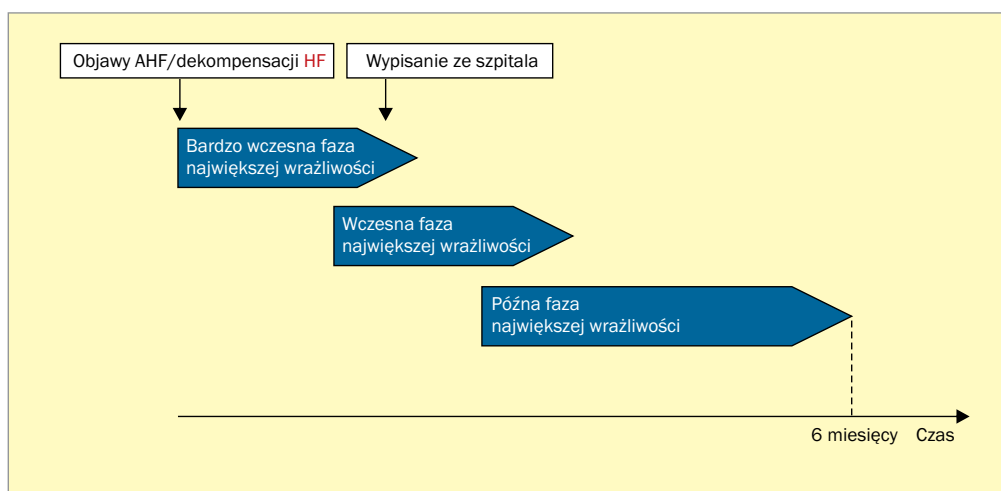 Objawy AHF/dekompensacji HF
Wypisanie ze szpitala
Bardzo wczesna faza
największej wrażliwości
Wczesna faza
największej wrażliwości
Późna faza
największej wrażliwości
6 miesięcy
Czas